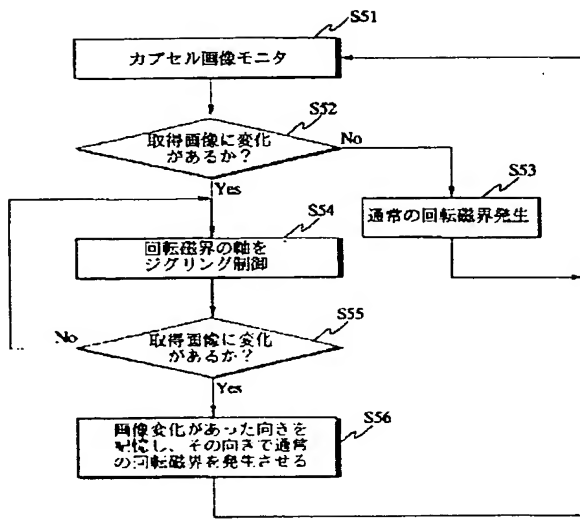 S51
カプセル画像モニタ
S52
取得画像に変化
があるか？
No
Yes
S53
通常の回転磁界発生
S54
回転磁界の軸を
ジグリング制御
S55
取得画像に変化
があるか？
No
Yes
S56
画像変化があった向きを
記憶し、その向きで通常
の回転磁界を発生させる